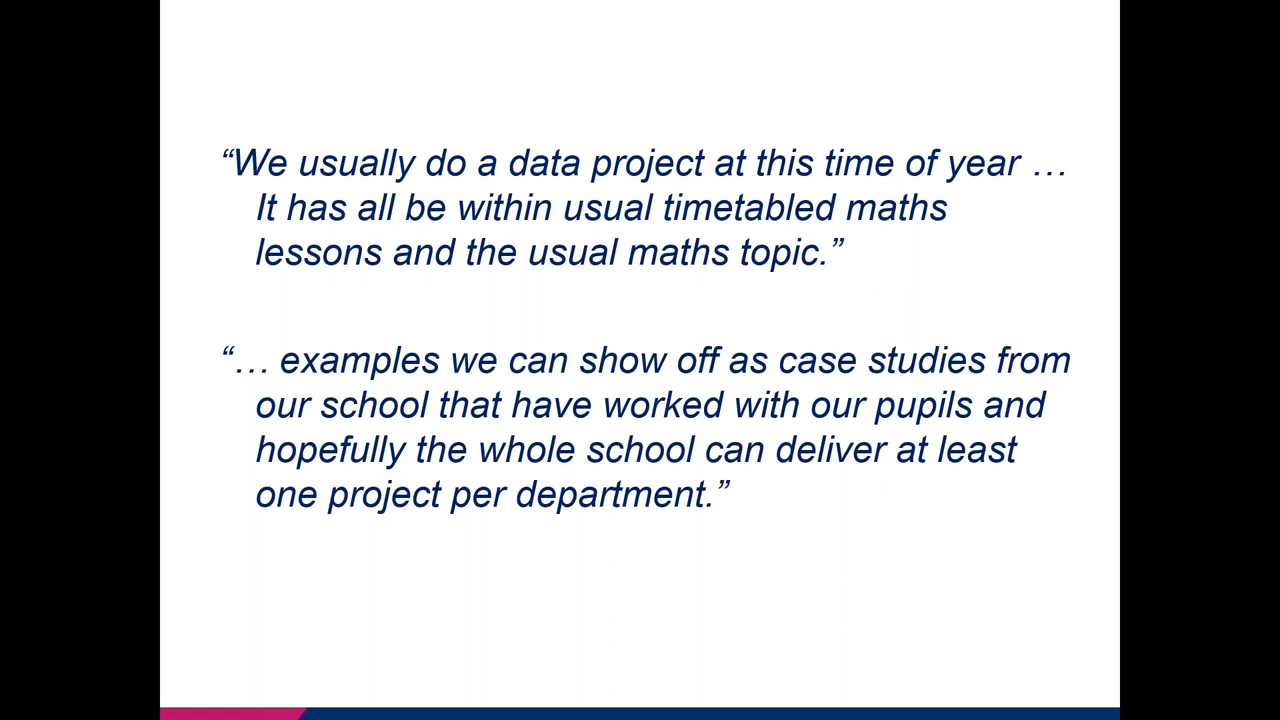 “We usually do a data project at this time of year …
It has all be within usual timetabled maths
lessons and the usual maths topic.”
“… examples we can show off as case studies from
our school that have worked with our pupils and
hopefully the whole school can deliver at least
one project per department.”